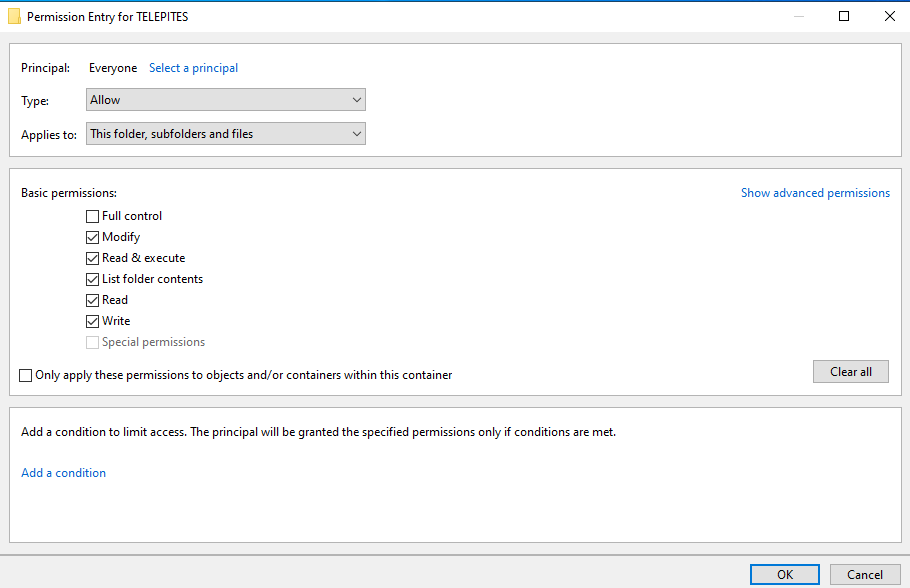 Permission Entry for TELEPITES
Principal: Everyone Select a principal
Type: Allow
Applies to: This folder, subfolders and files
Basic permissions: Show advanced permissions
Full control
Modify
Read & execute
List folder contents
Read
Write
Special permissions
Only apply these permissions to objects and/or containers within this container Clear all
Add a condition to limit access. The principal will be granted the specified permissions only if conditions are met.
Add a condition
OK Cancel